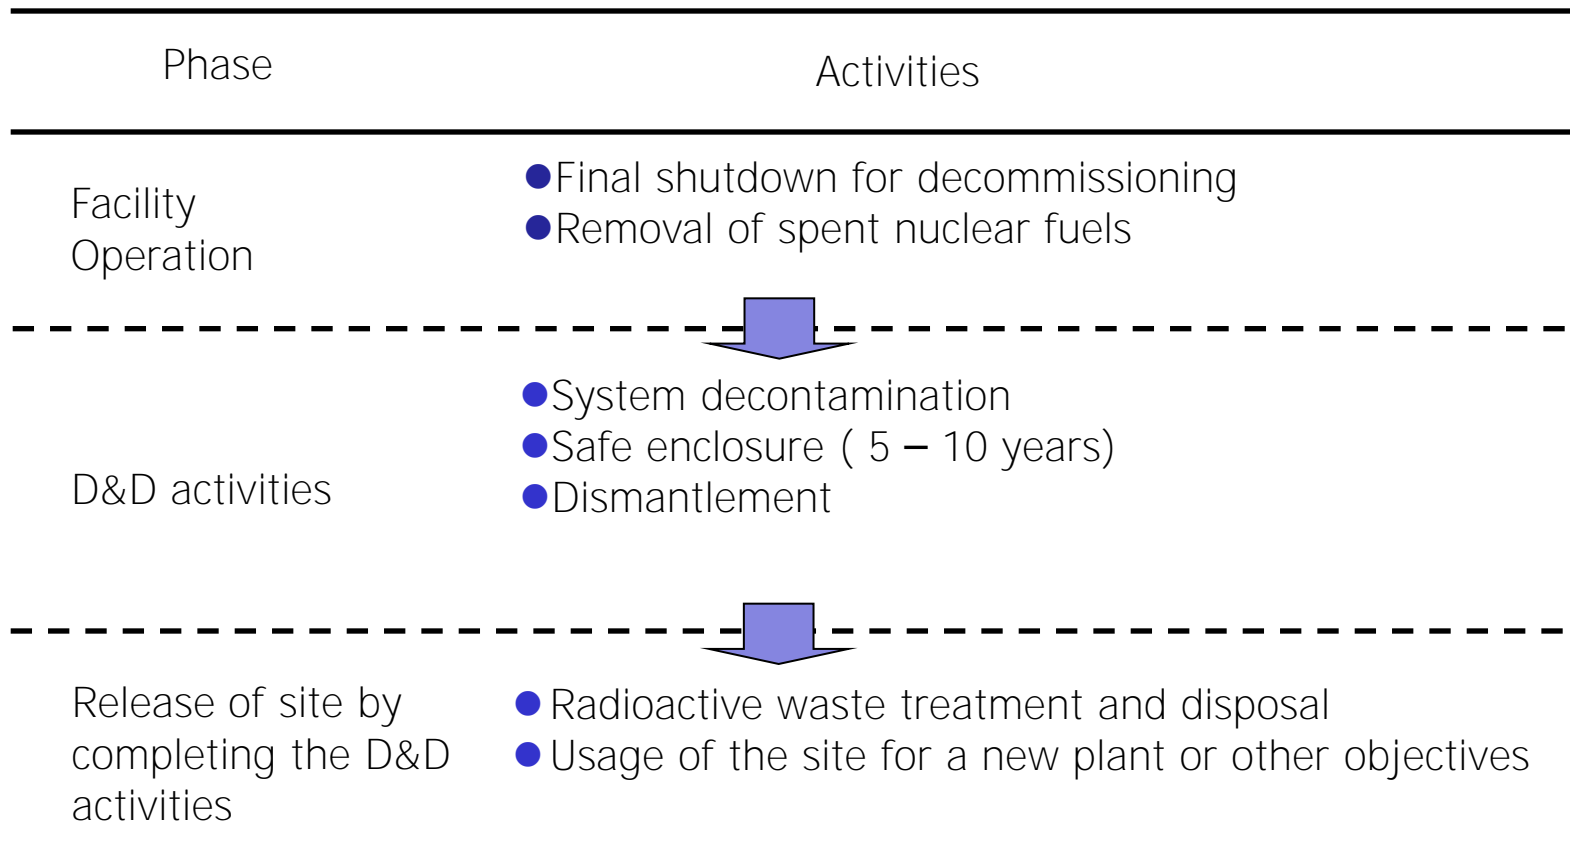 Phase
Activities
Facility
Operation
●Final shutdown for decommissioning
●Removal of spent nuclear fuels
D&D activities
●System decontamination
●Safe enclosure ( 5 – 10 years)
●Dismantlement
Release of site by
completing the D&D
activities
● Radioactive waste treatment and disposal
● Usage of the site for a new plant or other objectives